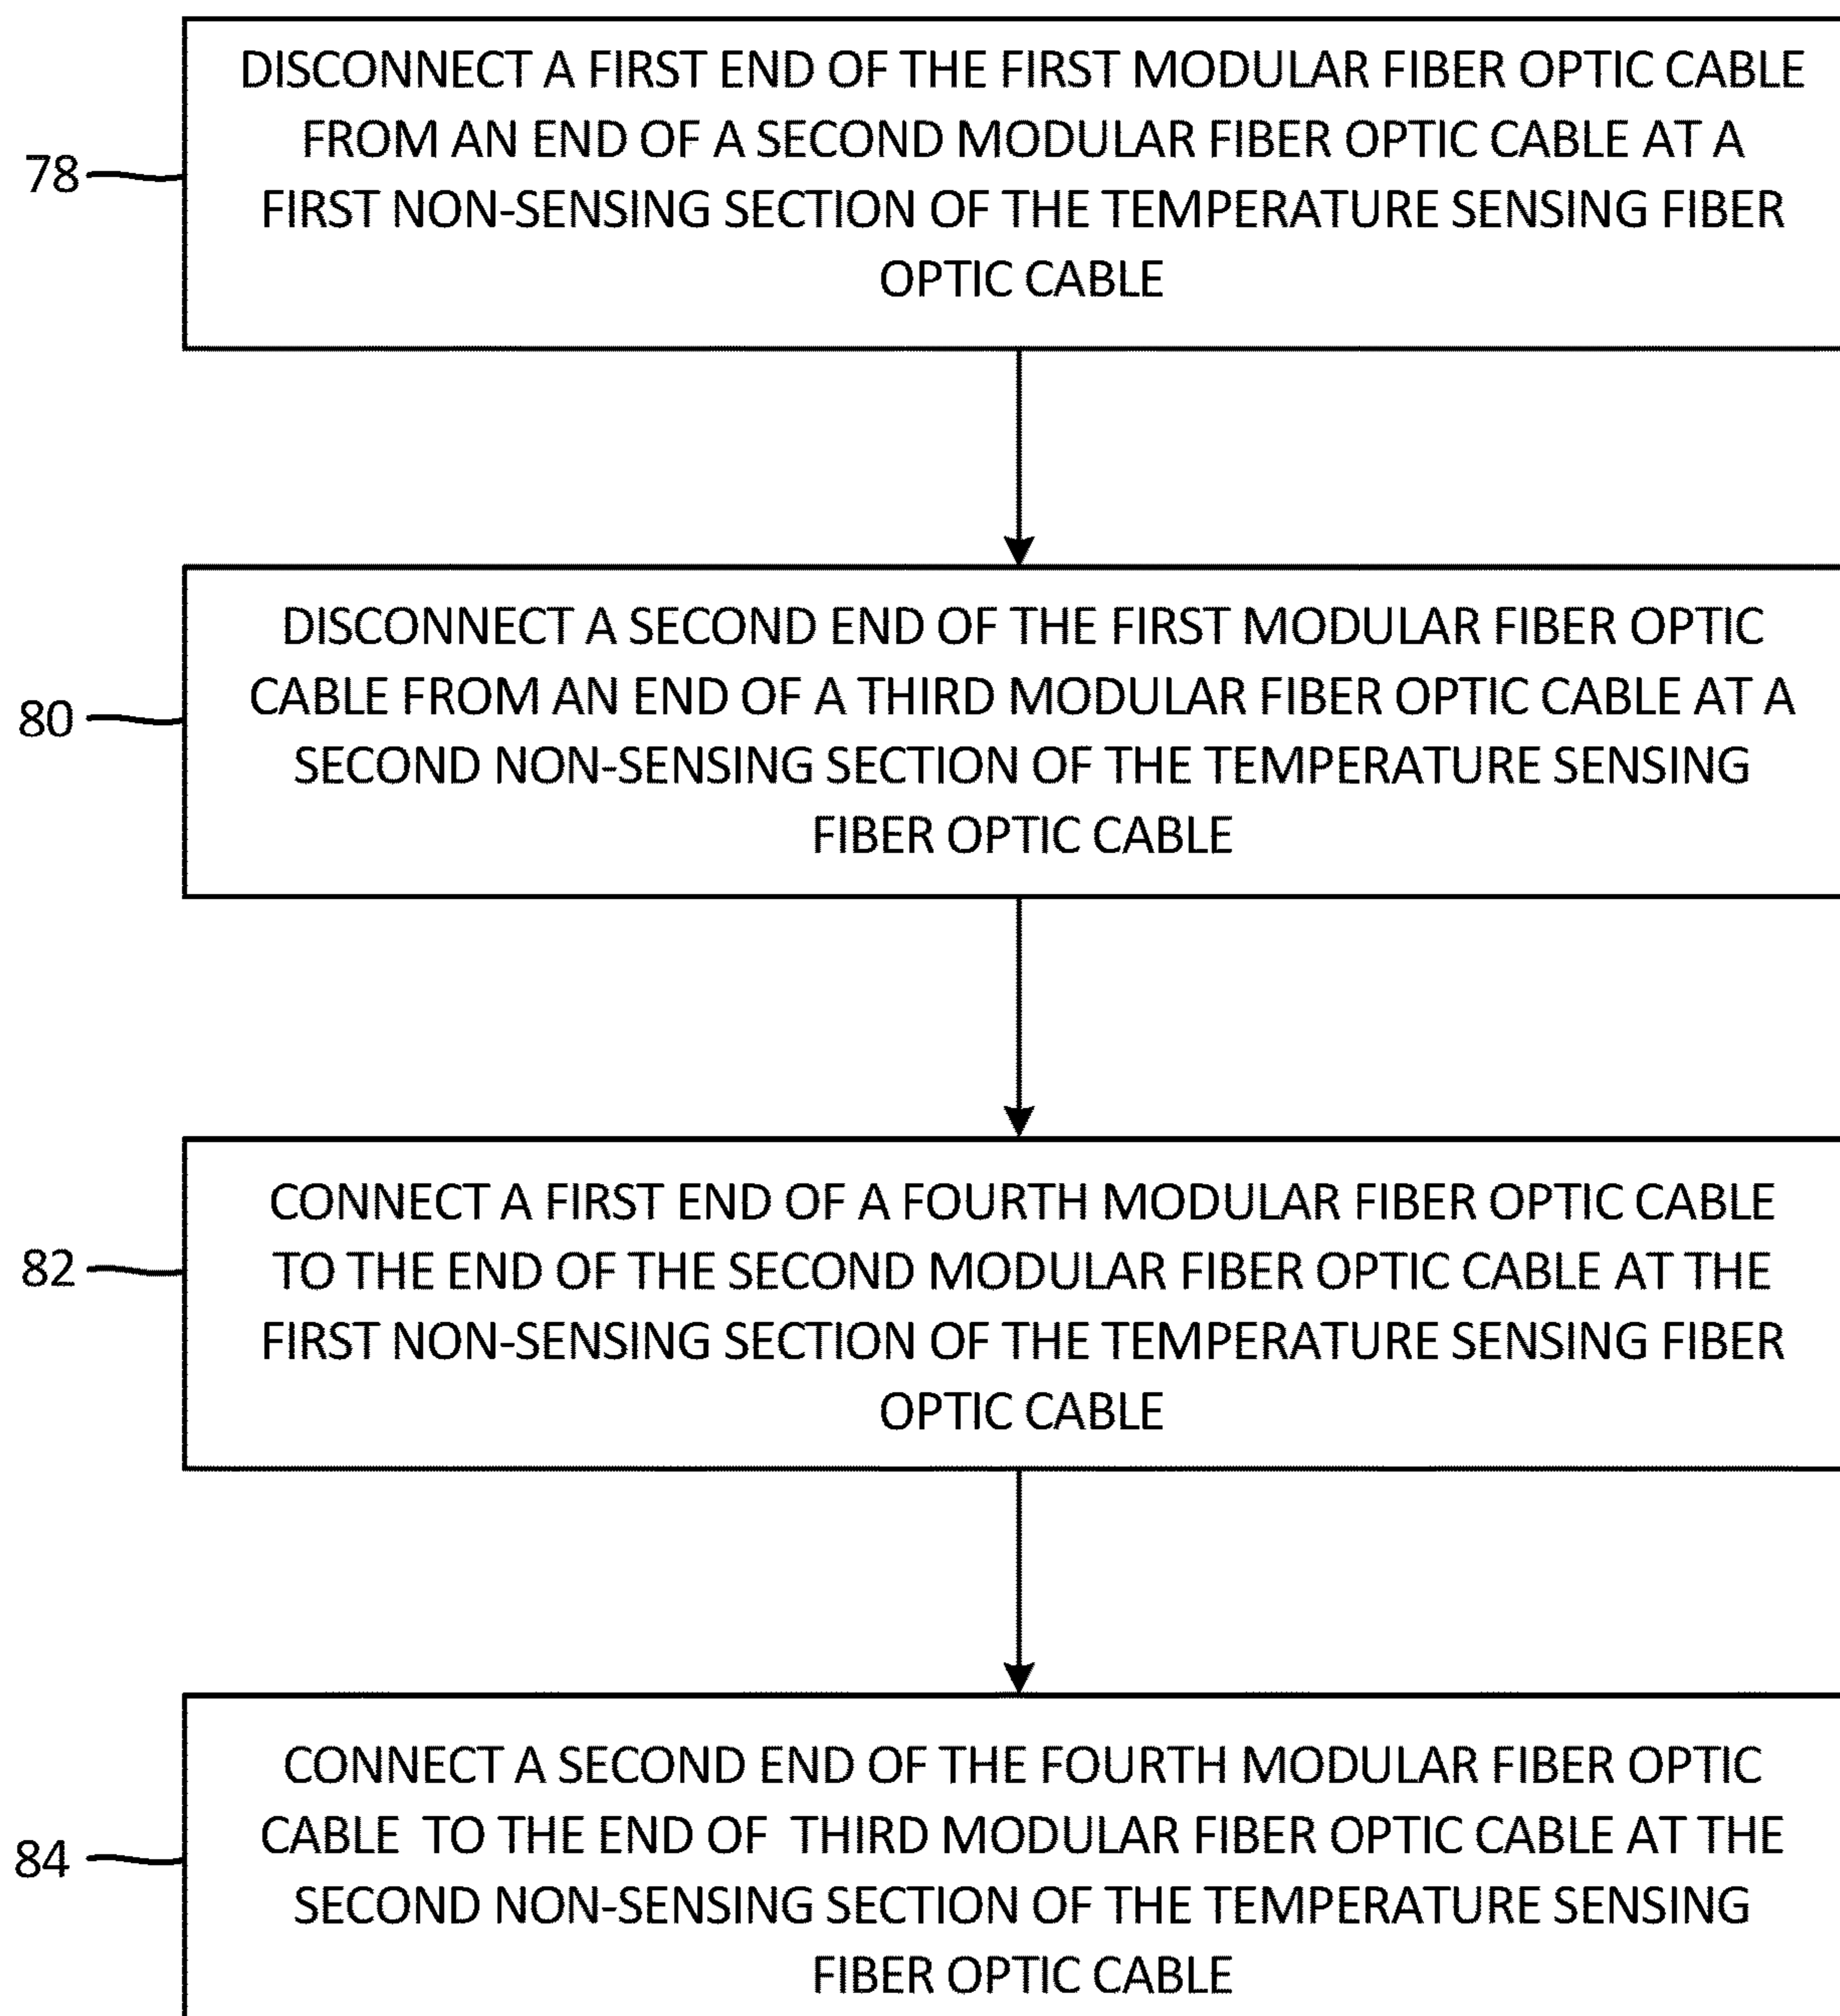 DISCONNECT A FIRST END OF THE FIRST MODULAR FIBER OPTIC CABLE
FROM AN END OF A SECOND MODULAR FIBER OPTIC CABLE AT A
78
FIRST NON-SENSING SECTION OF THE TEMPERATURE SENSING FIBER
OPTIC CABLE
DISCONNECT A SECOND END OF THE FIRST MODULAR FIBER OPTIC
CABLE FROM AN END OF A THIRD MODULAR FIBER OPTIC CABLE AT A
80
SECOND NON-SENSING SECTION OF THE TEMPERATURE SENSING
FIBER OPTIC CABLE
CONNECT A FIRST END OF A FOURTH MODULAR FIBER OPTIC CABLE
82
TO THE END OF THE SECOND MODULAR FIBER OPTIC CABLE AT THE
FIRST NON-SENSING SECTION OF THE TEMPERATURE SENSING FIBER
OPTIC CABLE
CONNECT A SECOND END OF THE FOURTH MODULAR FIBER OPTIC
CABLE TO THE END OF THIRD MODULAR FIBER OPTIC CABLE AT THE
84
SECOND NON-SENSING SECTION OF THE TEMPERATURE SENSING
FIBER OPTIC CABLE